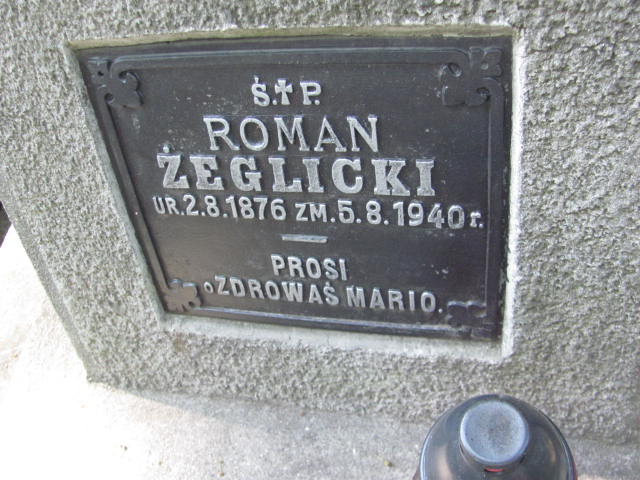 Ś.✝P.
ROMAN
ŻEGLICKI
UR.2.8.1876 ZM.5.8.1940 r.
PROSI
o ZDROWAŚ MARIO.